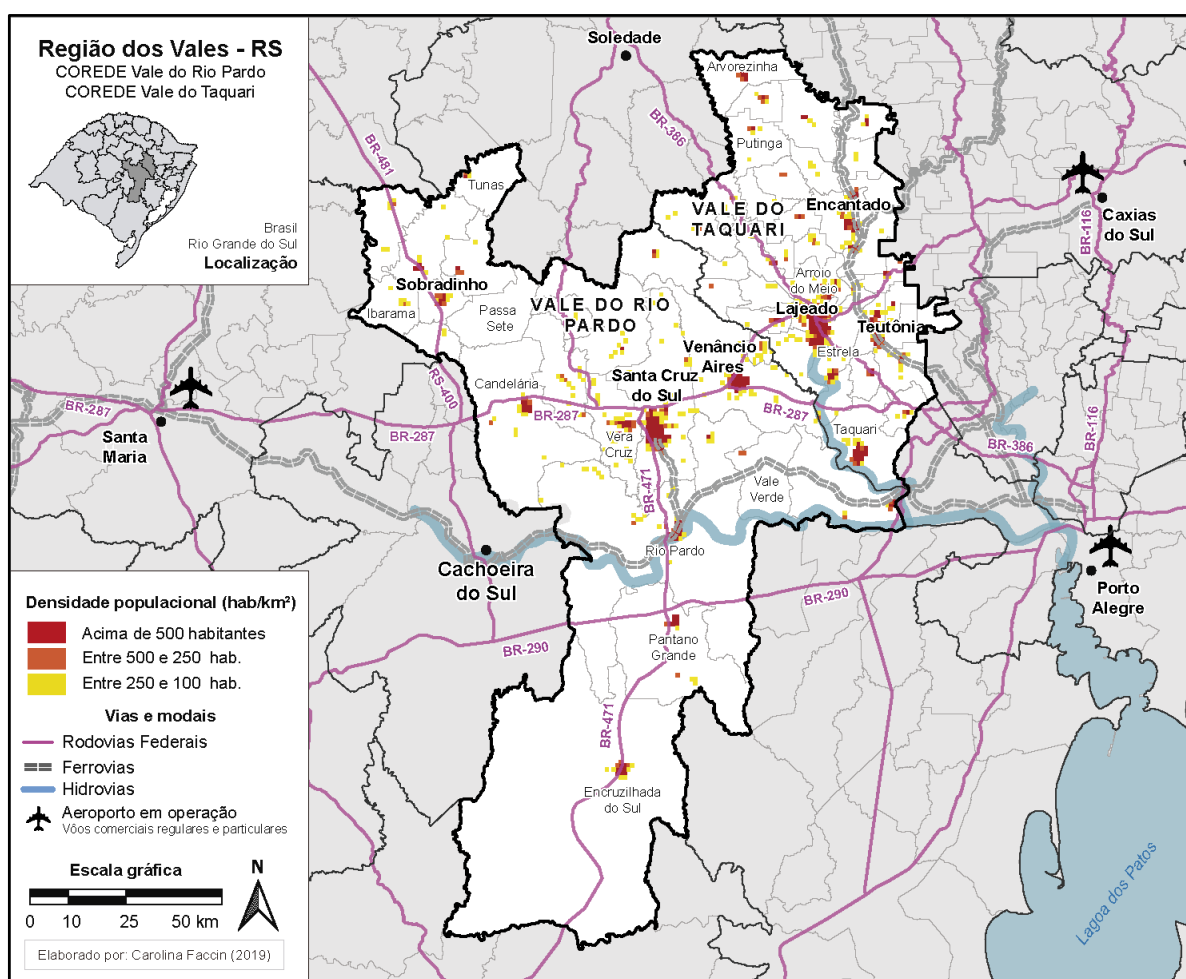 Região dos Vales - RS
COREDE Vale do Rio Pardo
COREDE Vale do Taquari
Brasil
Rio Grande do Sul
Localização
Soledade
Arvorezinha
BR-386
BR-481
Putinga
Tunas
Encantado
VALE DO
TAQUARI
Caxias
do Sul
BR-116
Arroio
do Meio
Sobradinho
Ibarama
Passa
Sete
VALE DO RIO
PARDO
Lajeado
Teutônia
Estrela
Venâncio
Aires
Santa Cruz
do Sul
Candelária
RS-400
BR-287
BR-287
BR-287
BR-287
Santa
Maria
Vera
Cruz
Taquari
BR-386
BR-116
BR-471
Vale
Verde
Rio Pardo
Cachoeira
do Sul
Porto
Alegre
BR-290
BR-290
Pantano
Grande
BR-471
Encruzilhada
do Sul
Lagoa dos Patos
Densidade populacional (hab/km²)
Acima de 500 habitantes
Entre 500 e 250 hab.
Entre 250 e 100 hab.
Vias e modais
Rodovias Federais
Ferrovias
Hidrovias
Aeroporto em operação
Vôos comerciais regulares e particulares
Escala gráfica
N
0 10 25 50 km
Elaborado por: Carolina Faccin (2019)